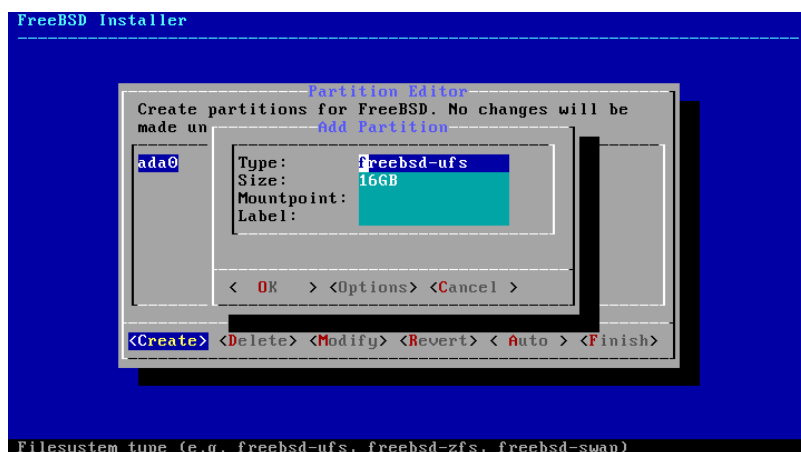 FreeBSD Installer
Partition Editor
Create partitions for FreeBSD. No changes will be
made un
Add Partition
ada0
Type: freebsd-ufs
Size: 16GB
Mountpoint:
Label:
< OK > <Options> <Cancel >
<Create> <Delete> <Modify> <Revert> < Auto > <Finish>
Filesystem type (e.g. freebsd-ufs, freebsd-zfs, freebsd-swap)